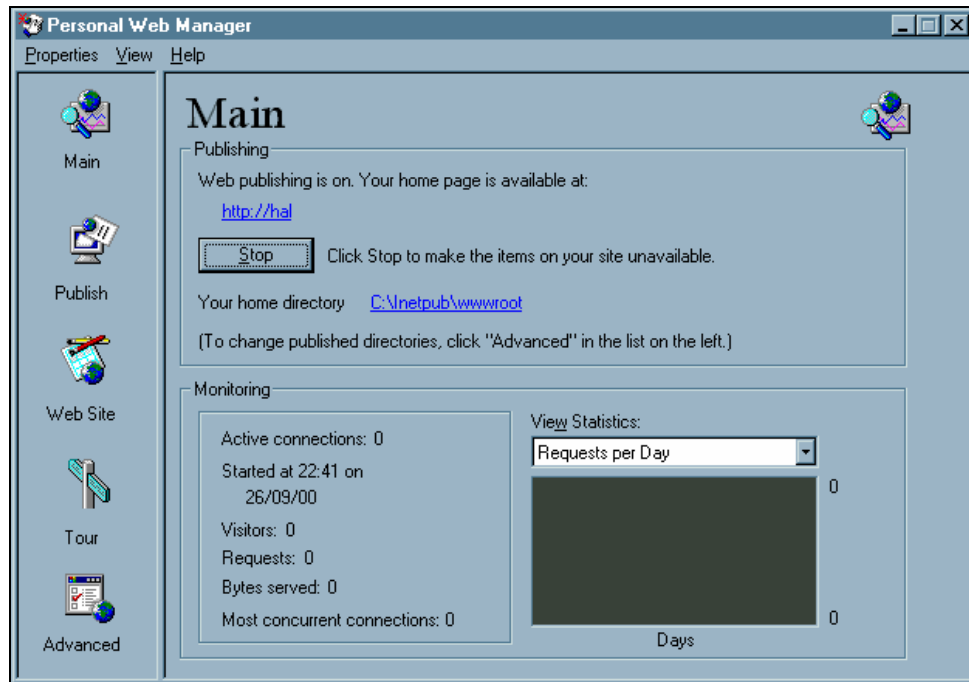 Personal Web Manager
Properties View Help
Main
Publish
Web Site
Tour
Advanced
Main
Publishing
Web publishing is on. Your home page is available at:
http://hal
Stop Click Stop to make the items on your site unavailable.
Your home directory C:\Inetpub\wwwroot
(To change published directories, click "Advanced" in the list on the left.)
Monitoring
Active connections: 0
Started at 22:41 on
26/09/00
Visitors: 0
Requests: 0
Bytes served: 0
Most concurrent connections: 0
View Statistics:
Requests per Day
0
0
Days